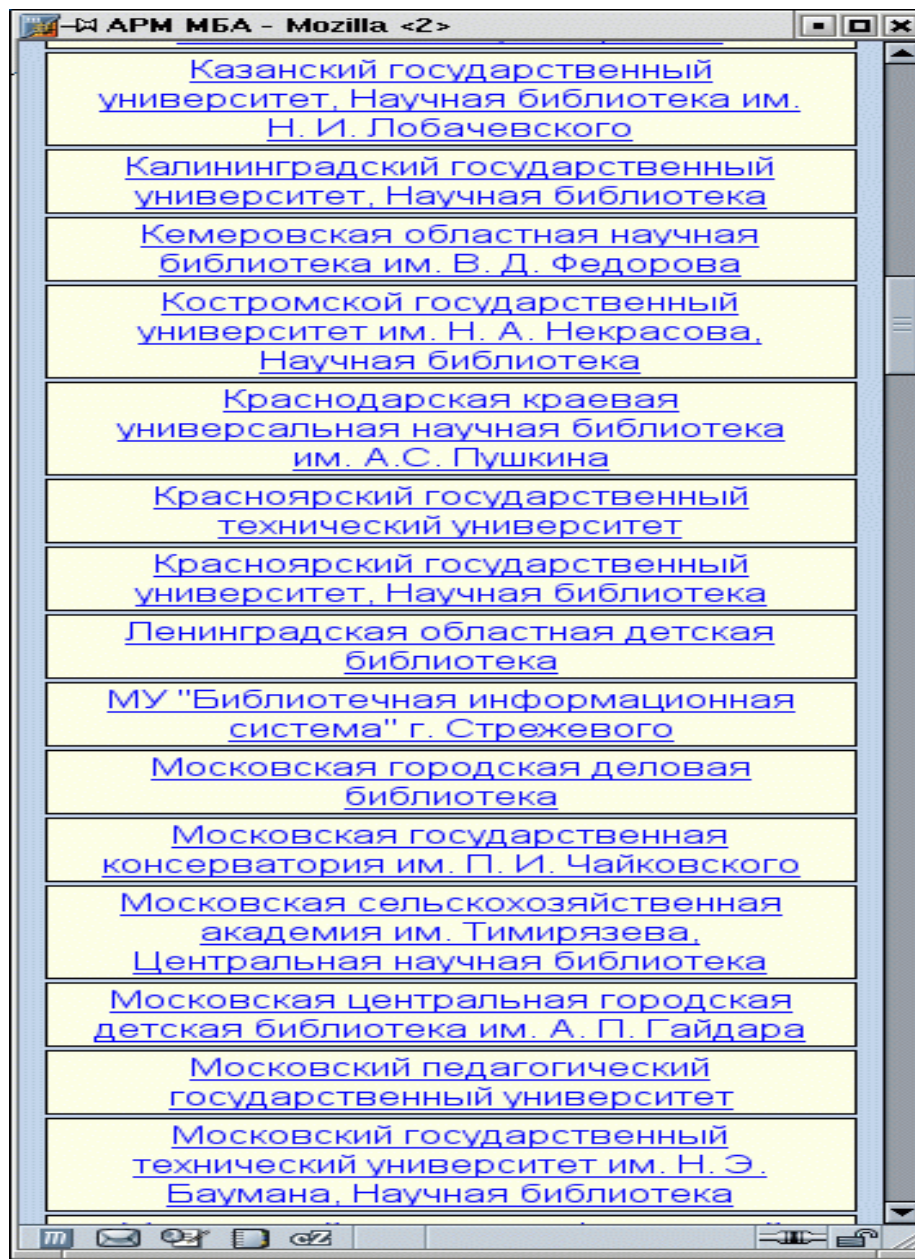 АРМ МБА - Mozilla <2>
Казанский государственный
университет, Научная библиотека им.
Н. И. Лобачевского
Калининградский государственный
университет, Научная библиотека
Кемеровская областная научная
библиотека им. В. Д. Федорова
Костромской государственный
университет им. Н. А. Некрасова,
Научная библиотека
Краснодарская краевая
универсальная научная библиотека
им. А.С. Пушкина
Красноярский государственный
технический университет
Красноярский государственный
университет, Научная библиотека
Ленинградская областная детская
библиотека
МУ "Библиотечная информационная
система" г. Стрежевого
Московская городская деловая
библиотека
Московская государственная
консерватория им. П. И. Чайковского
Московская сельскохозяйственная
академия им. Тимирязева,
Центральная научная библиотека
Московская центральная городская
детская библиотека им. А. П. Гайдара
Московский педагогический
государственный университет
Московский государственный
технический университет им. Н. Э.
Баумана, Научная библиотека